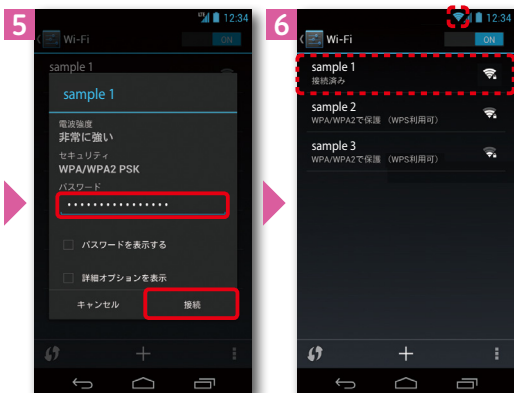 5
12:34
Wi-Fi
ON
sample 1
sample 1
電波強度
非常に強い
セキュリティ
WPA/WPA2 PSK
パスワード
••••••••••••••••
パスワードを表示する
詳細オプションを表示
キャンセル
接続
6
12:34
Wi-Fi
ON
sample 1
接続済み
sample 2
WPA/WPA2で保護 （WPS利用可）
sample 3
WPA/WPA2で保護 （WPS利用可）